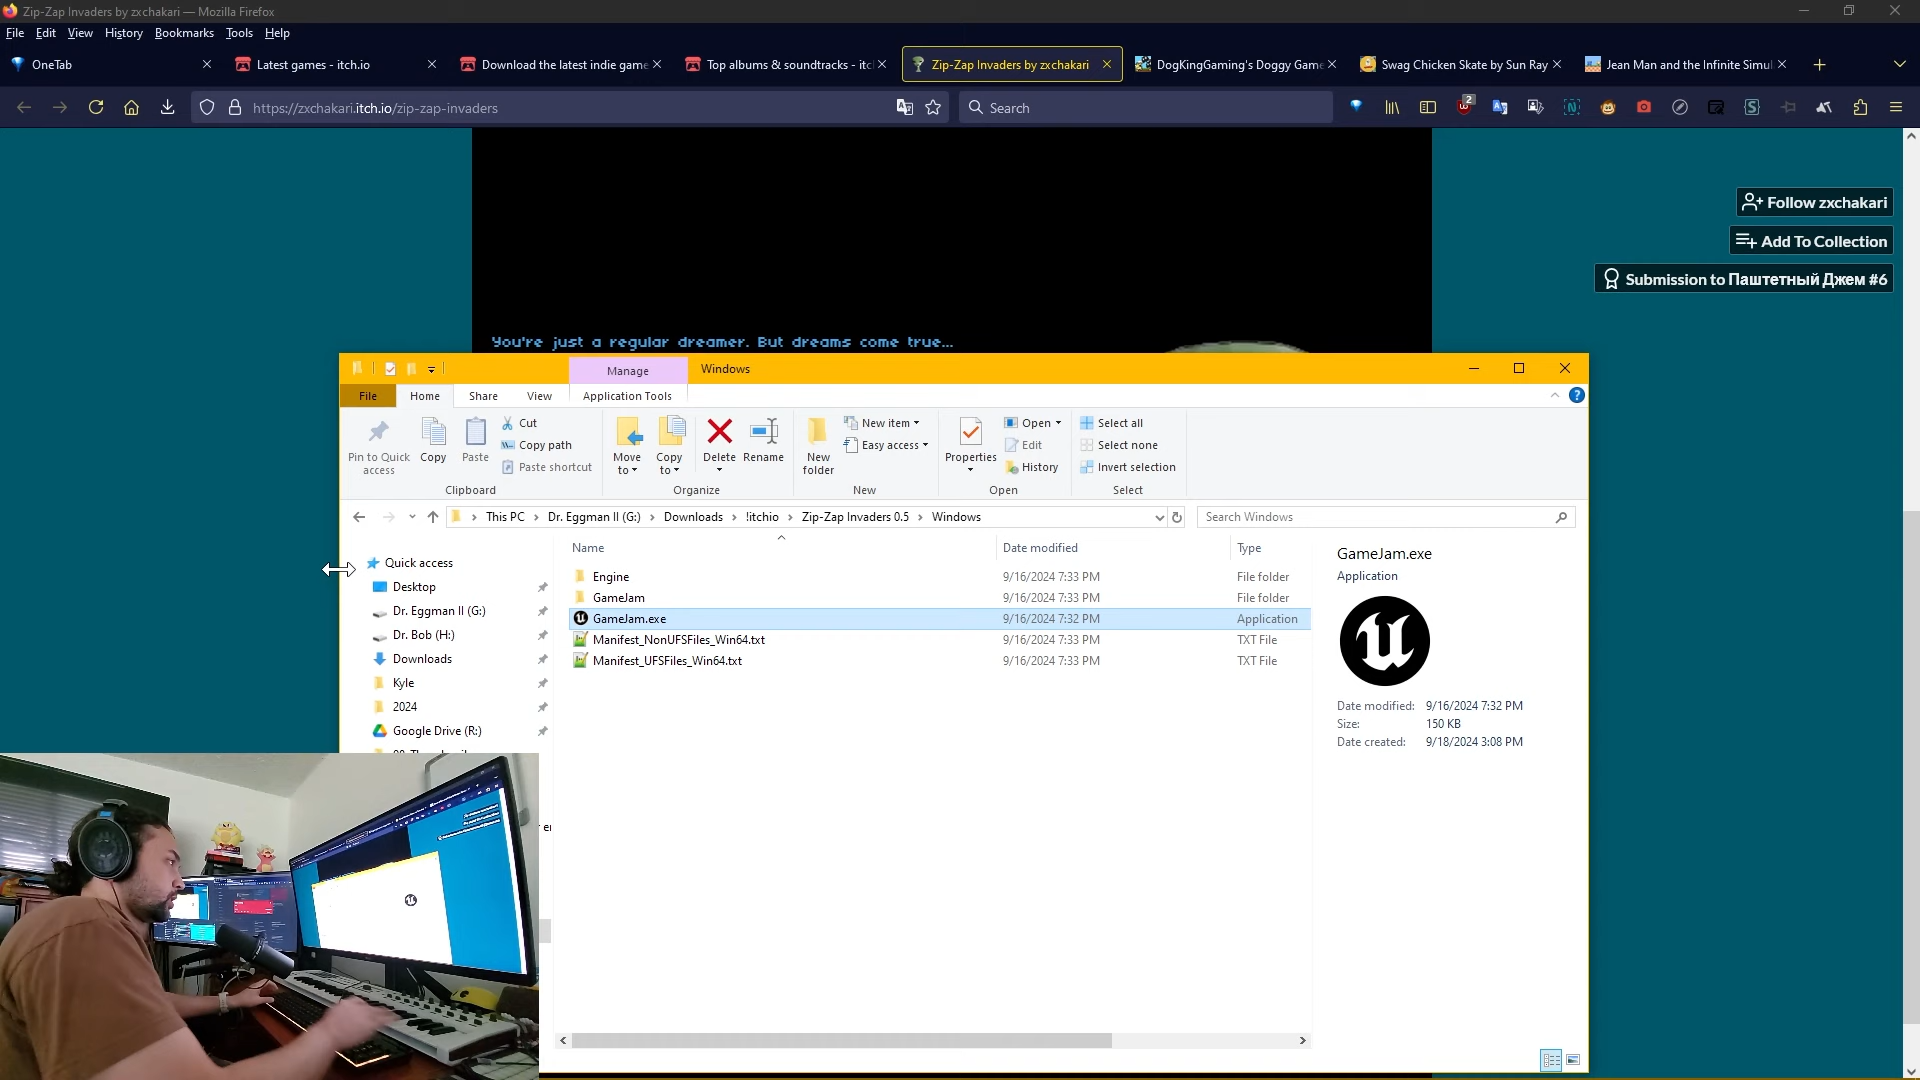 Zip-Zap Invaders by zxchakari — Mozilla Firefox
File Edit View History Bookmarks Tools Help
OneTab
Latest games - itch.io
Download the latest indie game
Top albums & soundtracks - itc
Zip-Zap Invaders by zxchakari
DogKingGaming's Doggy Game
Swag Chicken Skate by Sun Ray
Jean Man and the Infinite Simul
https://zxchakari.itch.io/zip-zap-invaders
Search
2
Follow zxchakari
Add To Collection
Submission to Паштетный Джем #6
You're just a regular dreamer. But dreams come true...
Manage
Windows
File
Home
Share
View
Application Tools
Pin to Quick access
Copy
Paste
Cut
Copy path
Paste shortcut
Clipboard
Move to
Copy to
Delete
Rename
Organize
New folder
New item
Easy access
New
Properties
Open
Edit
History
Open
Select all
Select none
Invert selection
Select
This PC
Dr. Eggman II (G:)
Downloads
!itchio
Zip-Zap Invaders 0.5
Windows
Search Windows
Quick access
Desktop
Dr. Eggman II (G:)
Dr. Bob (H:)
Downloads
Kyle
2024
Google Drive (R:)
Name Date modified Type
Engine 9/16/2024 7:33 PM File folder
GameJam 9/16/2024 7:33 PM File folder
GameJam.exe 9/16/2024 7:32 PM Application
Manifest_NonUFSFiles_Win64.txt 9/16/2024 7:33 PM TXT File
Manifest_UFSFiles_Win64.txt 9/16/2024 7:33 PM TXT File
GameJam.exe
Application
Date modified: 9/16/2024 7:32 PM
Size: 150 KB
Date created: 9/18/2024 3:08 PM